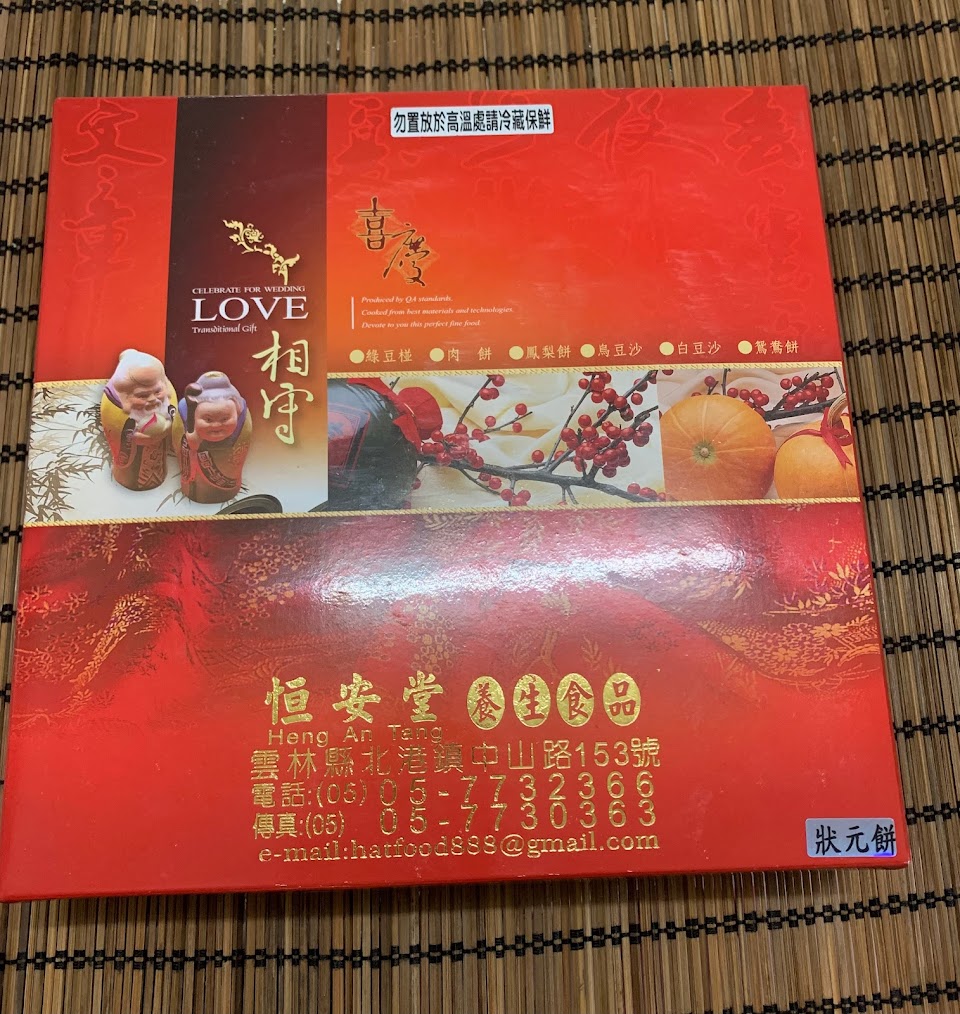 勿置放於高溫處請冷藏保鮮
喜慶
CELEBRATE FOR WEDDING
LOVE
Transditional Gift
相守
Produced by QA standards.
Cooked from best materials and technologies.
Devote to you this perfect fine food.
●綠豆椪 ●肉餅 ●鳳梨餅 ●烏豆沙 ●白豆沙 ●鴛鴦餅
恒安堂養生食品
Heng An Tang
雲林縣北港鎮中山路153號
電話:(05) 05-7732366
傳真:(05) 05-7730363
e-mail:hatfood888@gmail.com
狀元餅